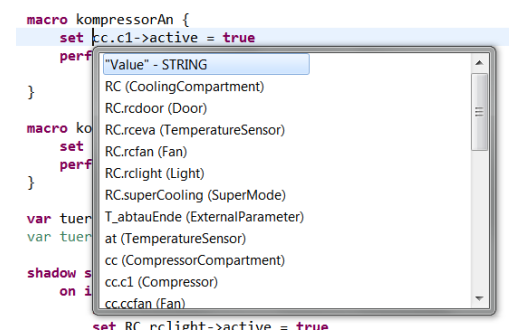 macro kompressorAn {
set cc.c1->active = true
perf
"Value" - STRING
RC (CoolingCompartment)
}
RC.rcdoor (Door)
RC.rceva (TemperatureSensor)
macro ko
RC.rcfan (Fan)
set
RC.rclight (Light)
perf
RC.superCooling (SuperMode)
}
T_abtauEnde (ExternalParameter)
var tuer
at (TemperatureSensor)
var tuer
cc (CompressorCompartment)
shadow s
cc.c1 (Compressor)
on i
cc.ccfan (Fan)
set RC.rclight->active = true